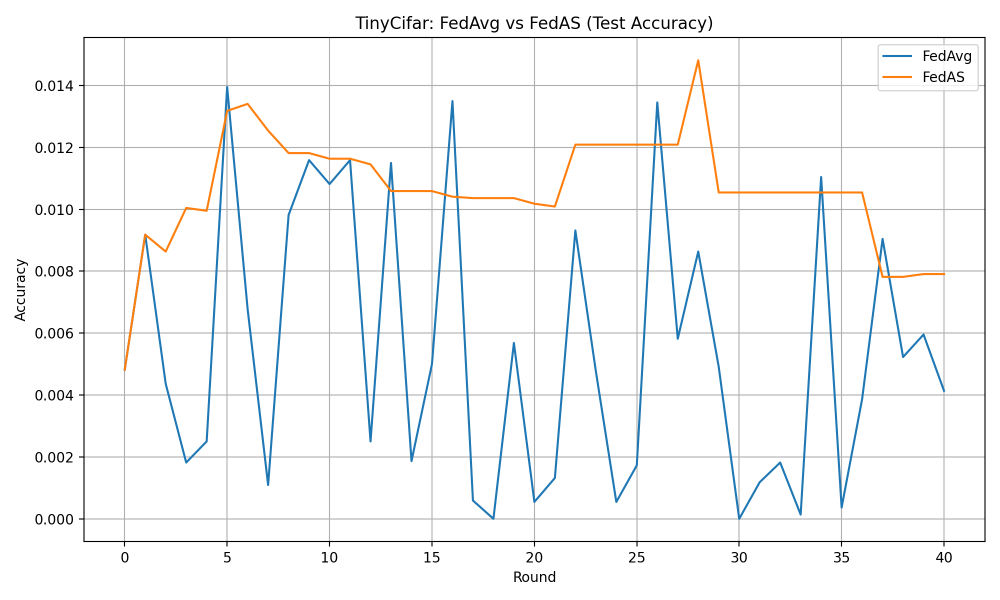 TinyCifar: FedAvg vs FedAS (Test Accuracy)
FedAvg
FedAS
0.014
0.012
0.010
0.008
0.006
0.004
0.002
0.000
Accuracy
0 5 10 15 20 25 30 35 40
Round